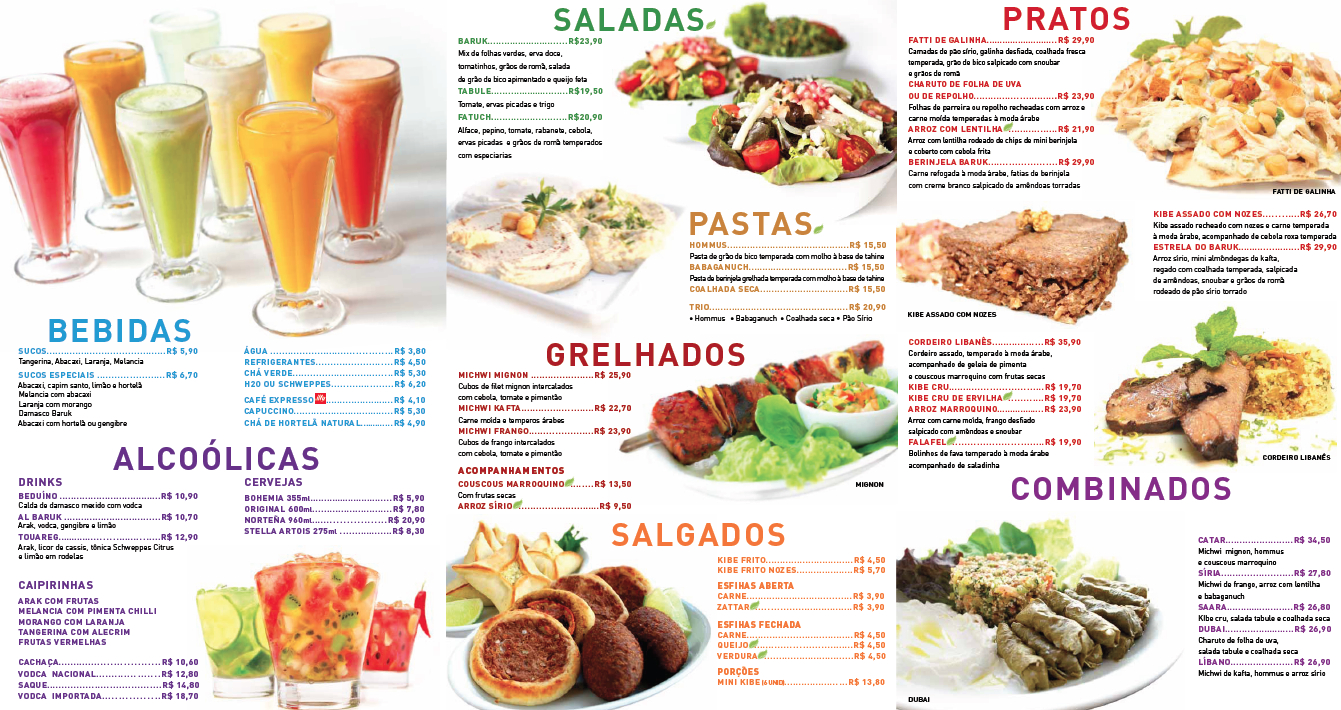 BEBIDAS
SUCOS.....R$ 5,90
Tangerina, Abacaxi, Laranja, Melancia
SUCOS ESPECIAIS.....R$ 6,70
Abacaxi, capim santo, limão e hortelã
Melancia com abacaxi
Laranja com morango
Damasco Baruk
Abacaxi com hortelã ou gengibre
ÁGUA.....R$ 3,80
REFRIGERANTES.....R$ 4,50
CHÁ VERDE.....R$ 5,30
H2O OU SCHWEPPES.....R$ 6,20
CAFÉ EXPRESSO illy.....R$ 4,10
CAPUCCINO.....R$ 5,30
CHÁ DE HORTELÃ NATURAL.....R$ 4,90
ALCOÓLICAS
DRINKS
BEDUÍNO.....R$ 10,90
Calda de damasco mexido com vodca
AL BARUK.....R$ 10,70
Arak, vodca, gengibre e limão
TOUAREG.....R$ 12,90
Arak, licor de cassis, tônica Schweppes Citrus
e limão em rodelas
CERVEJAS
BOHEMIA 355ml.....R$ 5,90
ORIGINAL 600ml.....R$ 7,80
NORTEÑA 960ml.....R$ 20,90
STELLA ARTOIS 275ml.....R$ 8,30
CAIPIRINHAS
ARAK COM FRUTAS
MELANCIA COM PIMENTA CHILLI
MORANGO COM LARANJA
TANGERINA COM ALECRIM
FRUTAS VERMELHAS
CACHAÇA.....R$ 10,60
VODCA NACIONAL.....R$ 12,80
SAQUE.....R$ 14,80
VODCA IMPORTADA.....R$ 18,70
SALADAS
BARUK.....R$23,90
Mix de folhas verdes, erva doce,
tomatinhos, grãos de romã, salada
de grão de bico apimentado e queijo feta
TABULE.....R$19,50
Tomate, ervas picadas e trigo
FATUCH.....R$20,90
Alface, pepino, tomate, rabanete, cebola,
ervas picadas e grãos de romã temperados
com especiarias
PASTAS
HOMMUS.....R$ 15,50
Pasta de grão de bico temperada com molho à base de tahine
BABAGANUCH.....R$ 15,50
Pasta de berinjela grelhada temperada com molho à base de tahine
COALHADA SECA.....R$ 15,50
TRIO.....R$ 20,90
• Hommus • Babaganuch • Coalhada seca • Pão Sírio
GRELHADOS
MICHWI MIGNON.....R$ 25,90
Cubos de filet mignon intercalados
com cebola, tomate e pimentão
MICHWI KAFTA.....R$ 22,70
Carne moída e temperos árabes
MICHWI FRANGO.....R$ 23,90
Cubos de frango intercalados
com cebola, tomate e pimentão
ACOMPANHAMENTOS
COUSCOUS MARROQUINO.....R$ 13,50
Com frutas secas
ARROZ SÍRIO.....R$ 9,50
MIGNON
SALGADOS
KIBE FRITO.....R$ 4,50
KIBE FRITO NOZES.....R$ 5,70
ESFIHAS ABERTA
CARNE.....R$ 3,90
ZATTAR.....R$ 3,90
ESFIHAS FECHADA
CARNE.....R$ 4,50
QUEIJO.....R$ 4,50
VERDURA.....R$ 4,50
PORÇÕES
MINI KIBE.....R$ 13,80
PRATOS
FATTI DE GALINHA.....R$ 29,90
Camadas de pão sírio, galinha desfiada, coalhada fresca
temperada, grão de bico salpicado com snoubar
e grãos de romã
CHARUTO DE FOLHA DE UVA
OU DE REPOLHO.....R$ 23,90
Folhas de parreira ou repolho recheadas com arroz e
carne moída temperadas à moda árabe
ARROZ COM LENTILHA.....R$ 21,90
Arroz com lentilha rodeado de chips de mini berinjela
e coberto com cebola frita
BERINJELA BARUK.....R$ 29,90
Carne refogada à moda árabe, fatias de berinjela
com creme branco salpicado de amêndoas torradas
FATTI DE GALINHA
KIBE ASSADO COM NOZES.....R$ 26,70
Kibe assado recheado com nozes e carne temperada
à moda árabe, acompanhado de cebola roxa temperada
ESTRELA DO BARUK.....R$ 29,90
Arroz sírio, mini almôndegas de kafta,
regado com coalhada temperada, salpicada
de amêndoas, snoubar e grãos de romã
rodeado de pão sírio torrado
KIBE ASSADO COM NOZES
CORDEIRO LIBANÊS.....R$ 35,90
Cordeiro assado, temperado à moda árabe,
acompanhado de geleia de pimenta
e couscous marroquino com frutas secas
KIBE CRU.....R$ 19,70
KIBE CRU DE ERVILHA.....R$ 19,70
ARROZ MARROQUINO.....R$ 23,90
Arroz com carne moída, frango desfiado
salpicado com amêndoas e snoubar
FALAFEL.....R$ 19,90
Bolinhos de fava temperado à moda árabe
acompanhado de saladinha
CORDEIRO LIBANÊS
COMBINADOS
CATAR.....R$ 34,50
Michwi mignon, hommus
e couscous marroquino
SÍRIA.....R$ 27,80
Michwi de frango, arroz com lentilha
e babaganuch
SAARA.....R$ 26,80
Kibe cru, salada tabule e coalhada seca
DUBAI.....R$ 26,90
Charuto de folha de uva,
salada tabule e coalhada seca
LÍBANO.....R$ 26,90
Michwi de kafta, hommus e arroz sírio
DUBAI